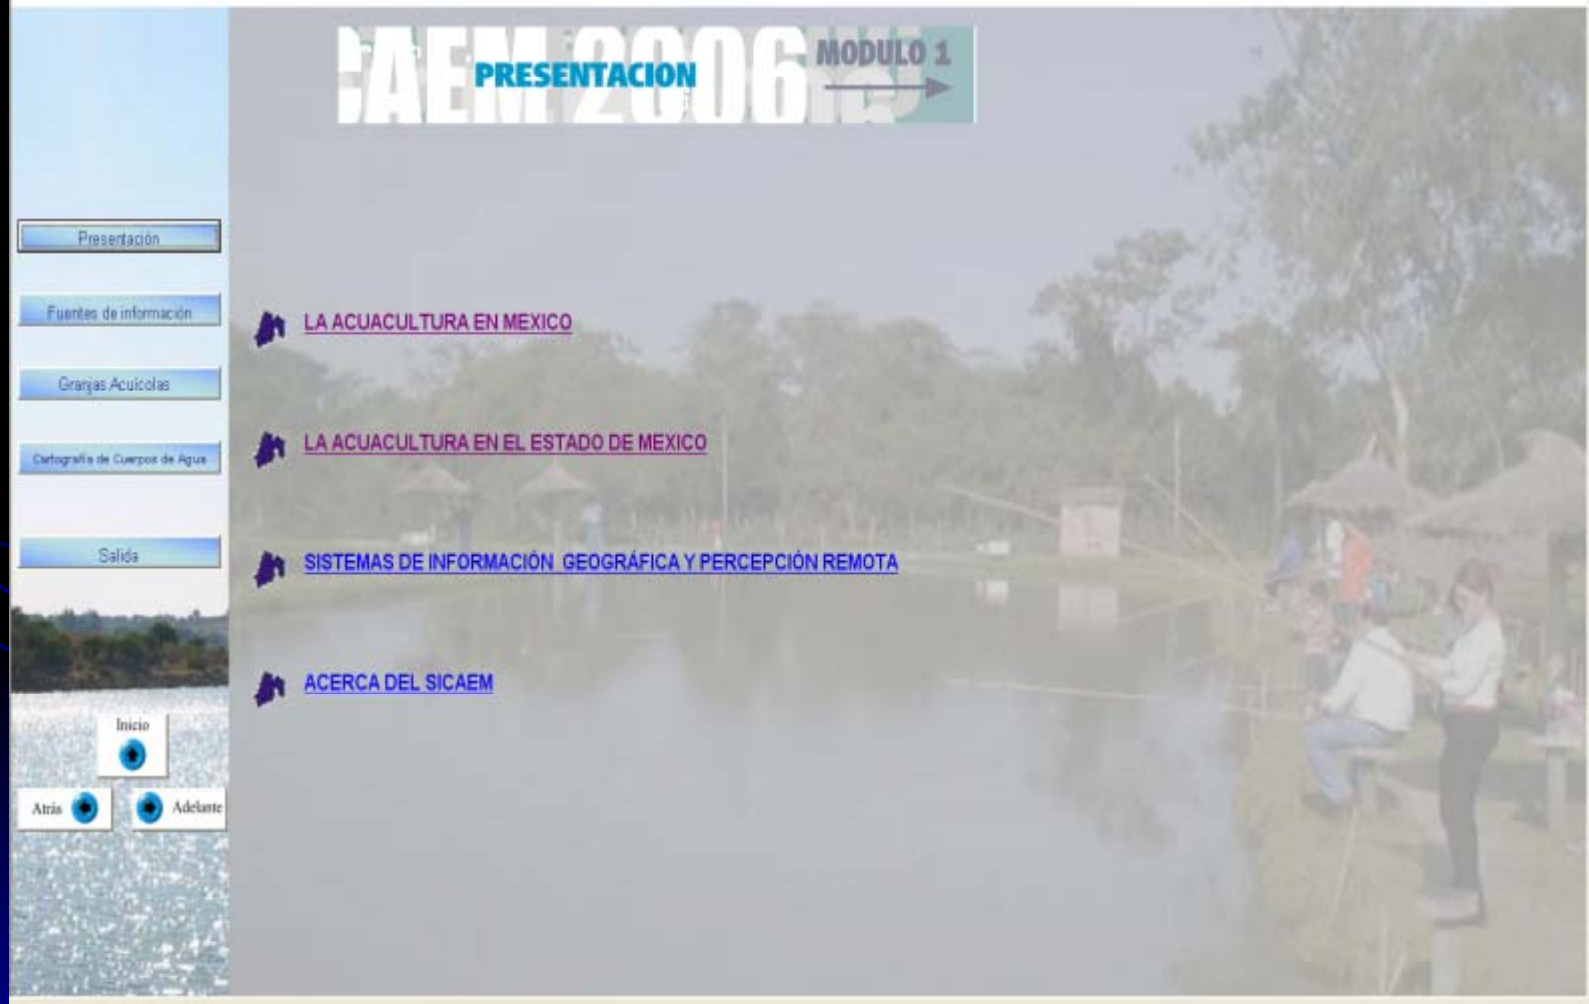 CAEM 2006
PRESENTACION
MODULO 1
Presentación
Fuentes de información
Granjas Acuícolas
Cartografía de Cuerpos de Agua
Salida
LA ACUACULTURA EN MEXICO
LA ACUACULTURA EN EL ESTADO DE MEXICO
SISTEMAS DE INFORMACIÓN GEOGRÁFICA Y PERCEPCIÓN REMOTA
ACERCA DEL SICAEM
Inicio
Atrás
Adelante